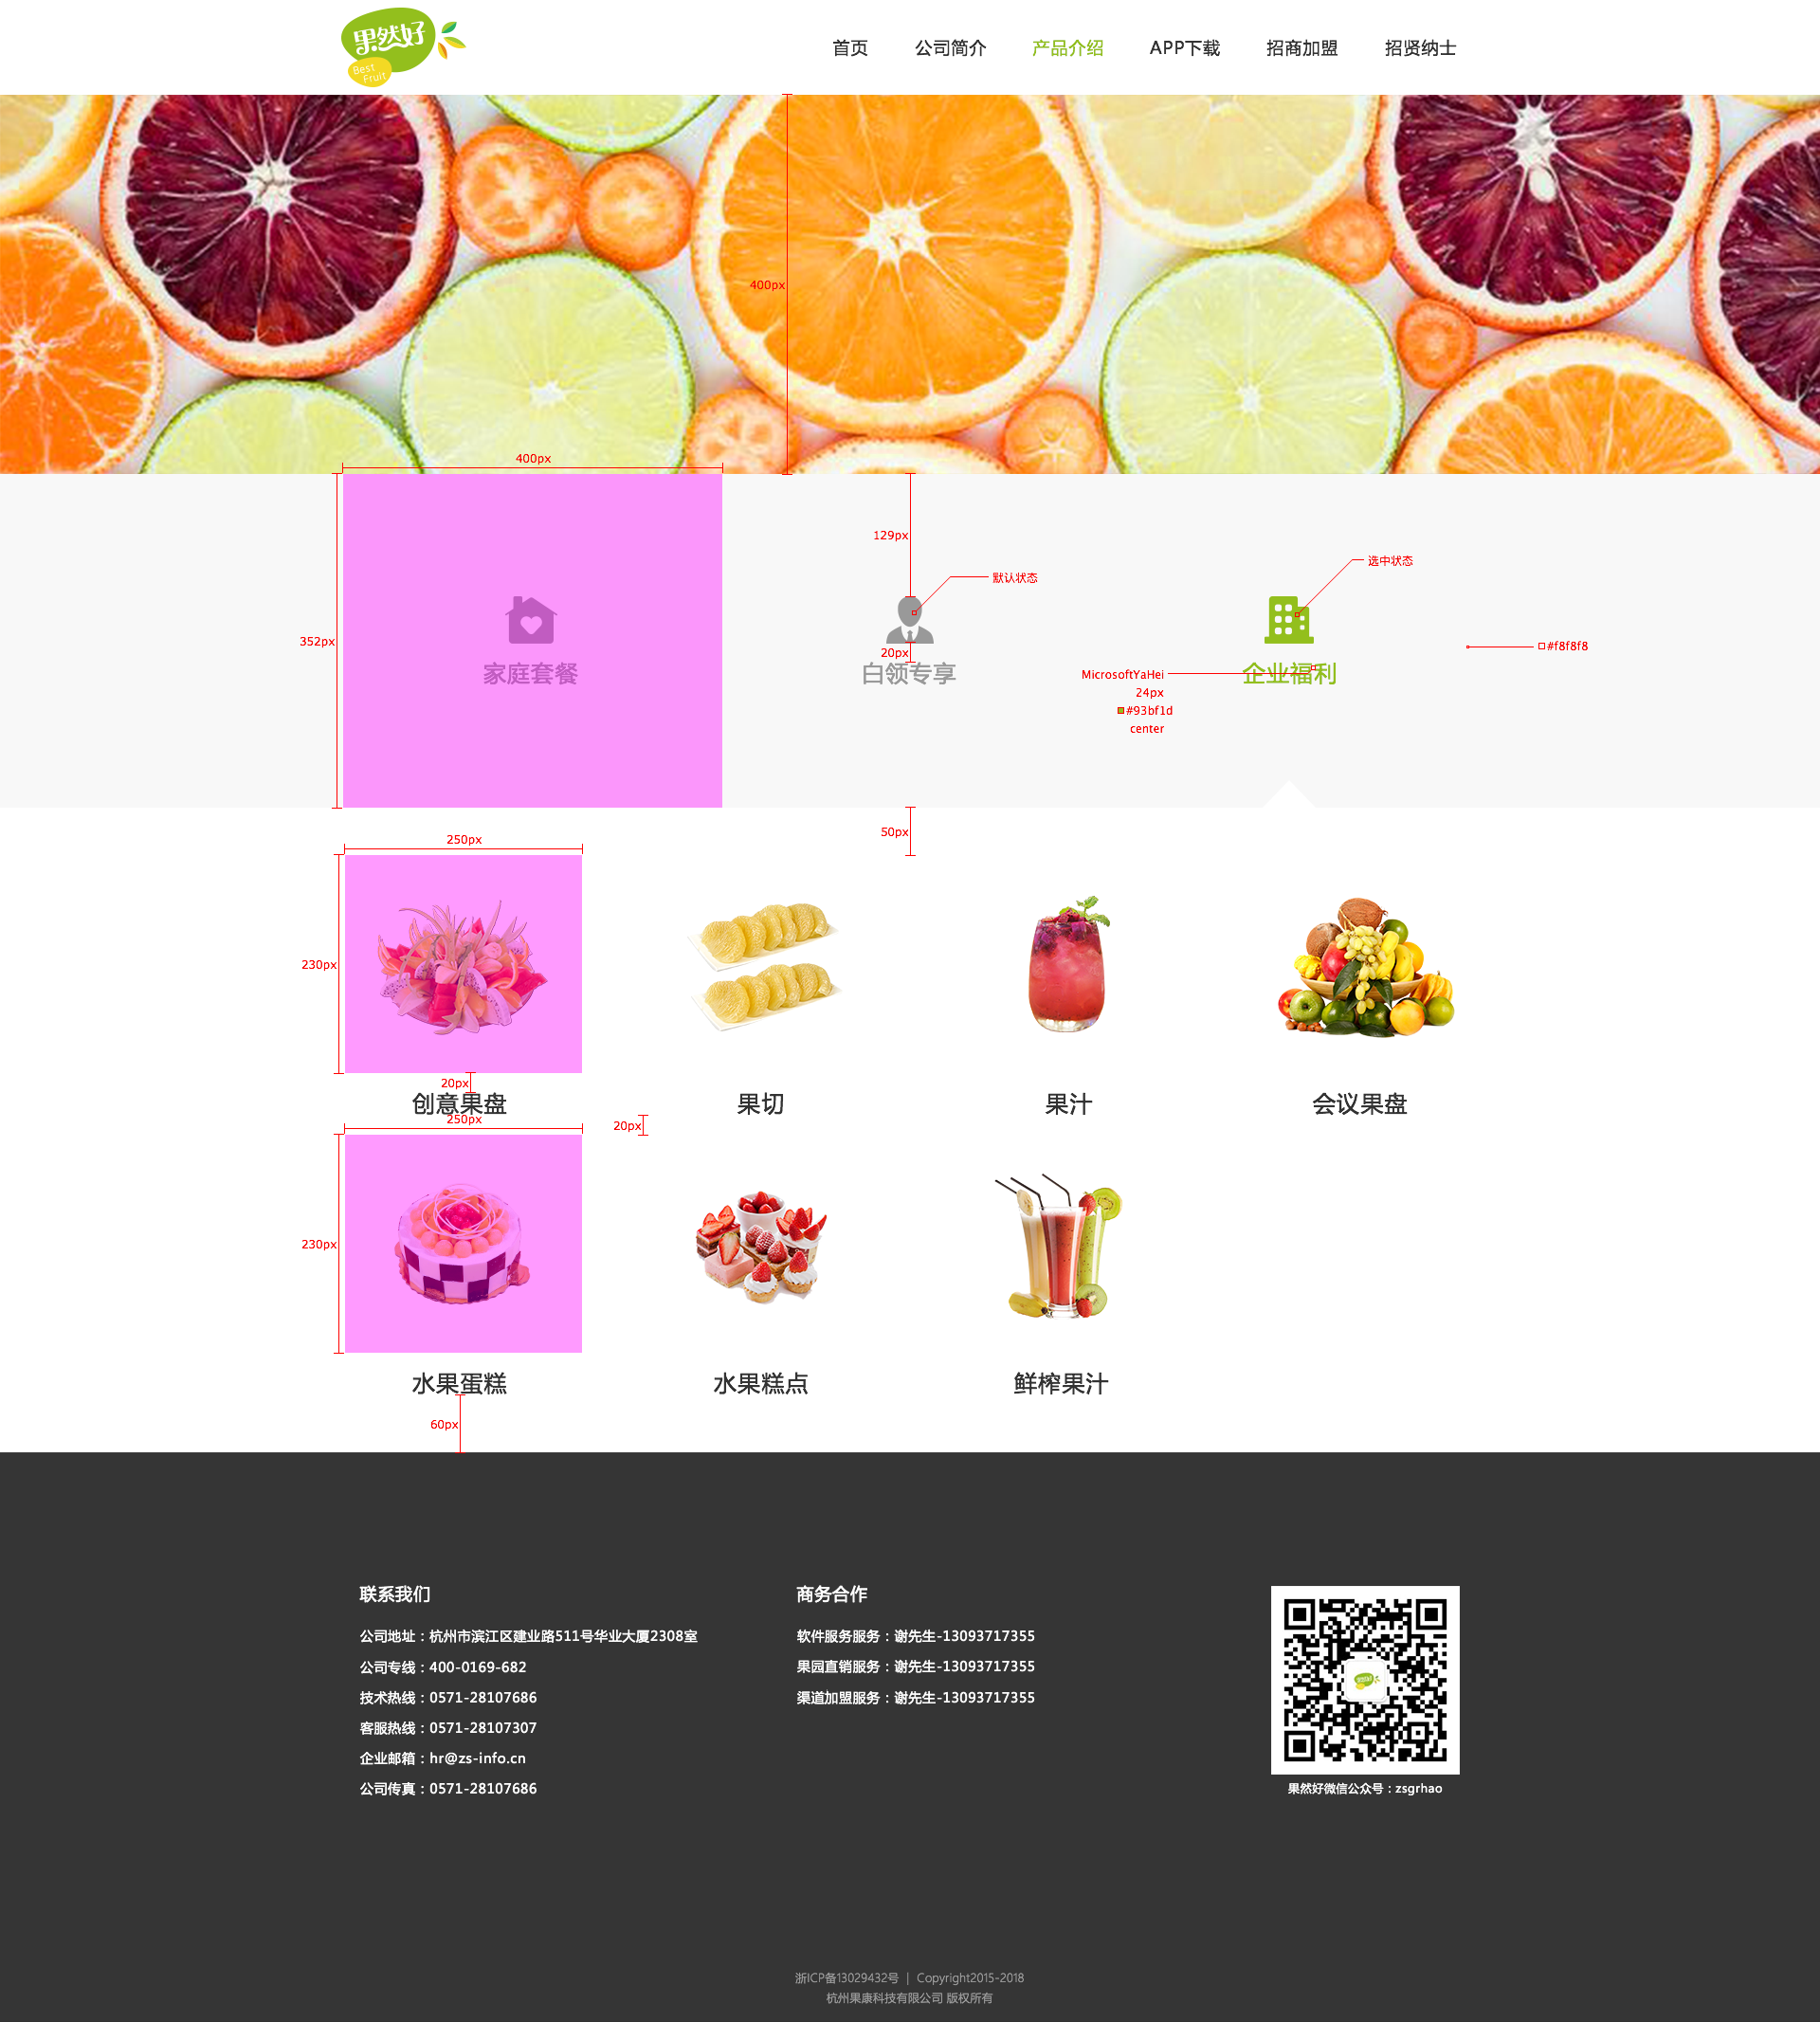 果然好
Best
Fruit
首页 公司简介 产品介绍 APP下载 招商加盟 招贤纳士
400px
400px
129px
默认状态
选中状态
352px
20px
#f8f8f8
家庭套餐 白领专享 企业福利
MicrosoftYaHei
24px
#93bf1d
center
50px
250px
230px
20px
创意果盘 果切 果汁 会议果盘
250px
20px
230px
水果蛋糕 水果糕点 鲜榨果汁
60px
联系我们
公司地址：杭州市滨江区建业路511号华业大厦2308室
公司专线：400-0169-682
技术热线：0571-28107686
客服热线：0571-28107307
企业邮箱：hr@zs-info.cn
公司传真：0571-28107686
商务合作
软件服务服务：谢先生-13093717355
果园直销服务：谢先生-13093717355
渠道加盟服务：谢先生-13093717355
果然好微信公众号：zsgrhao
浙ICP备13029432号 | Copyright2015-2018
杭州果康科技有限公司 版权所有